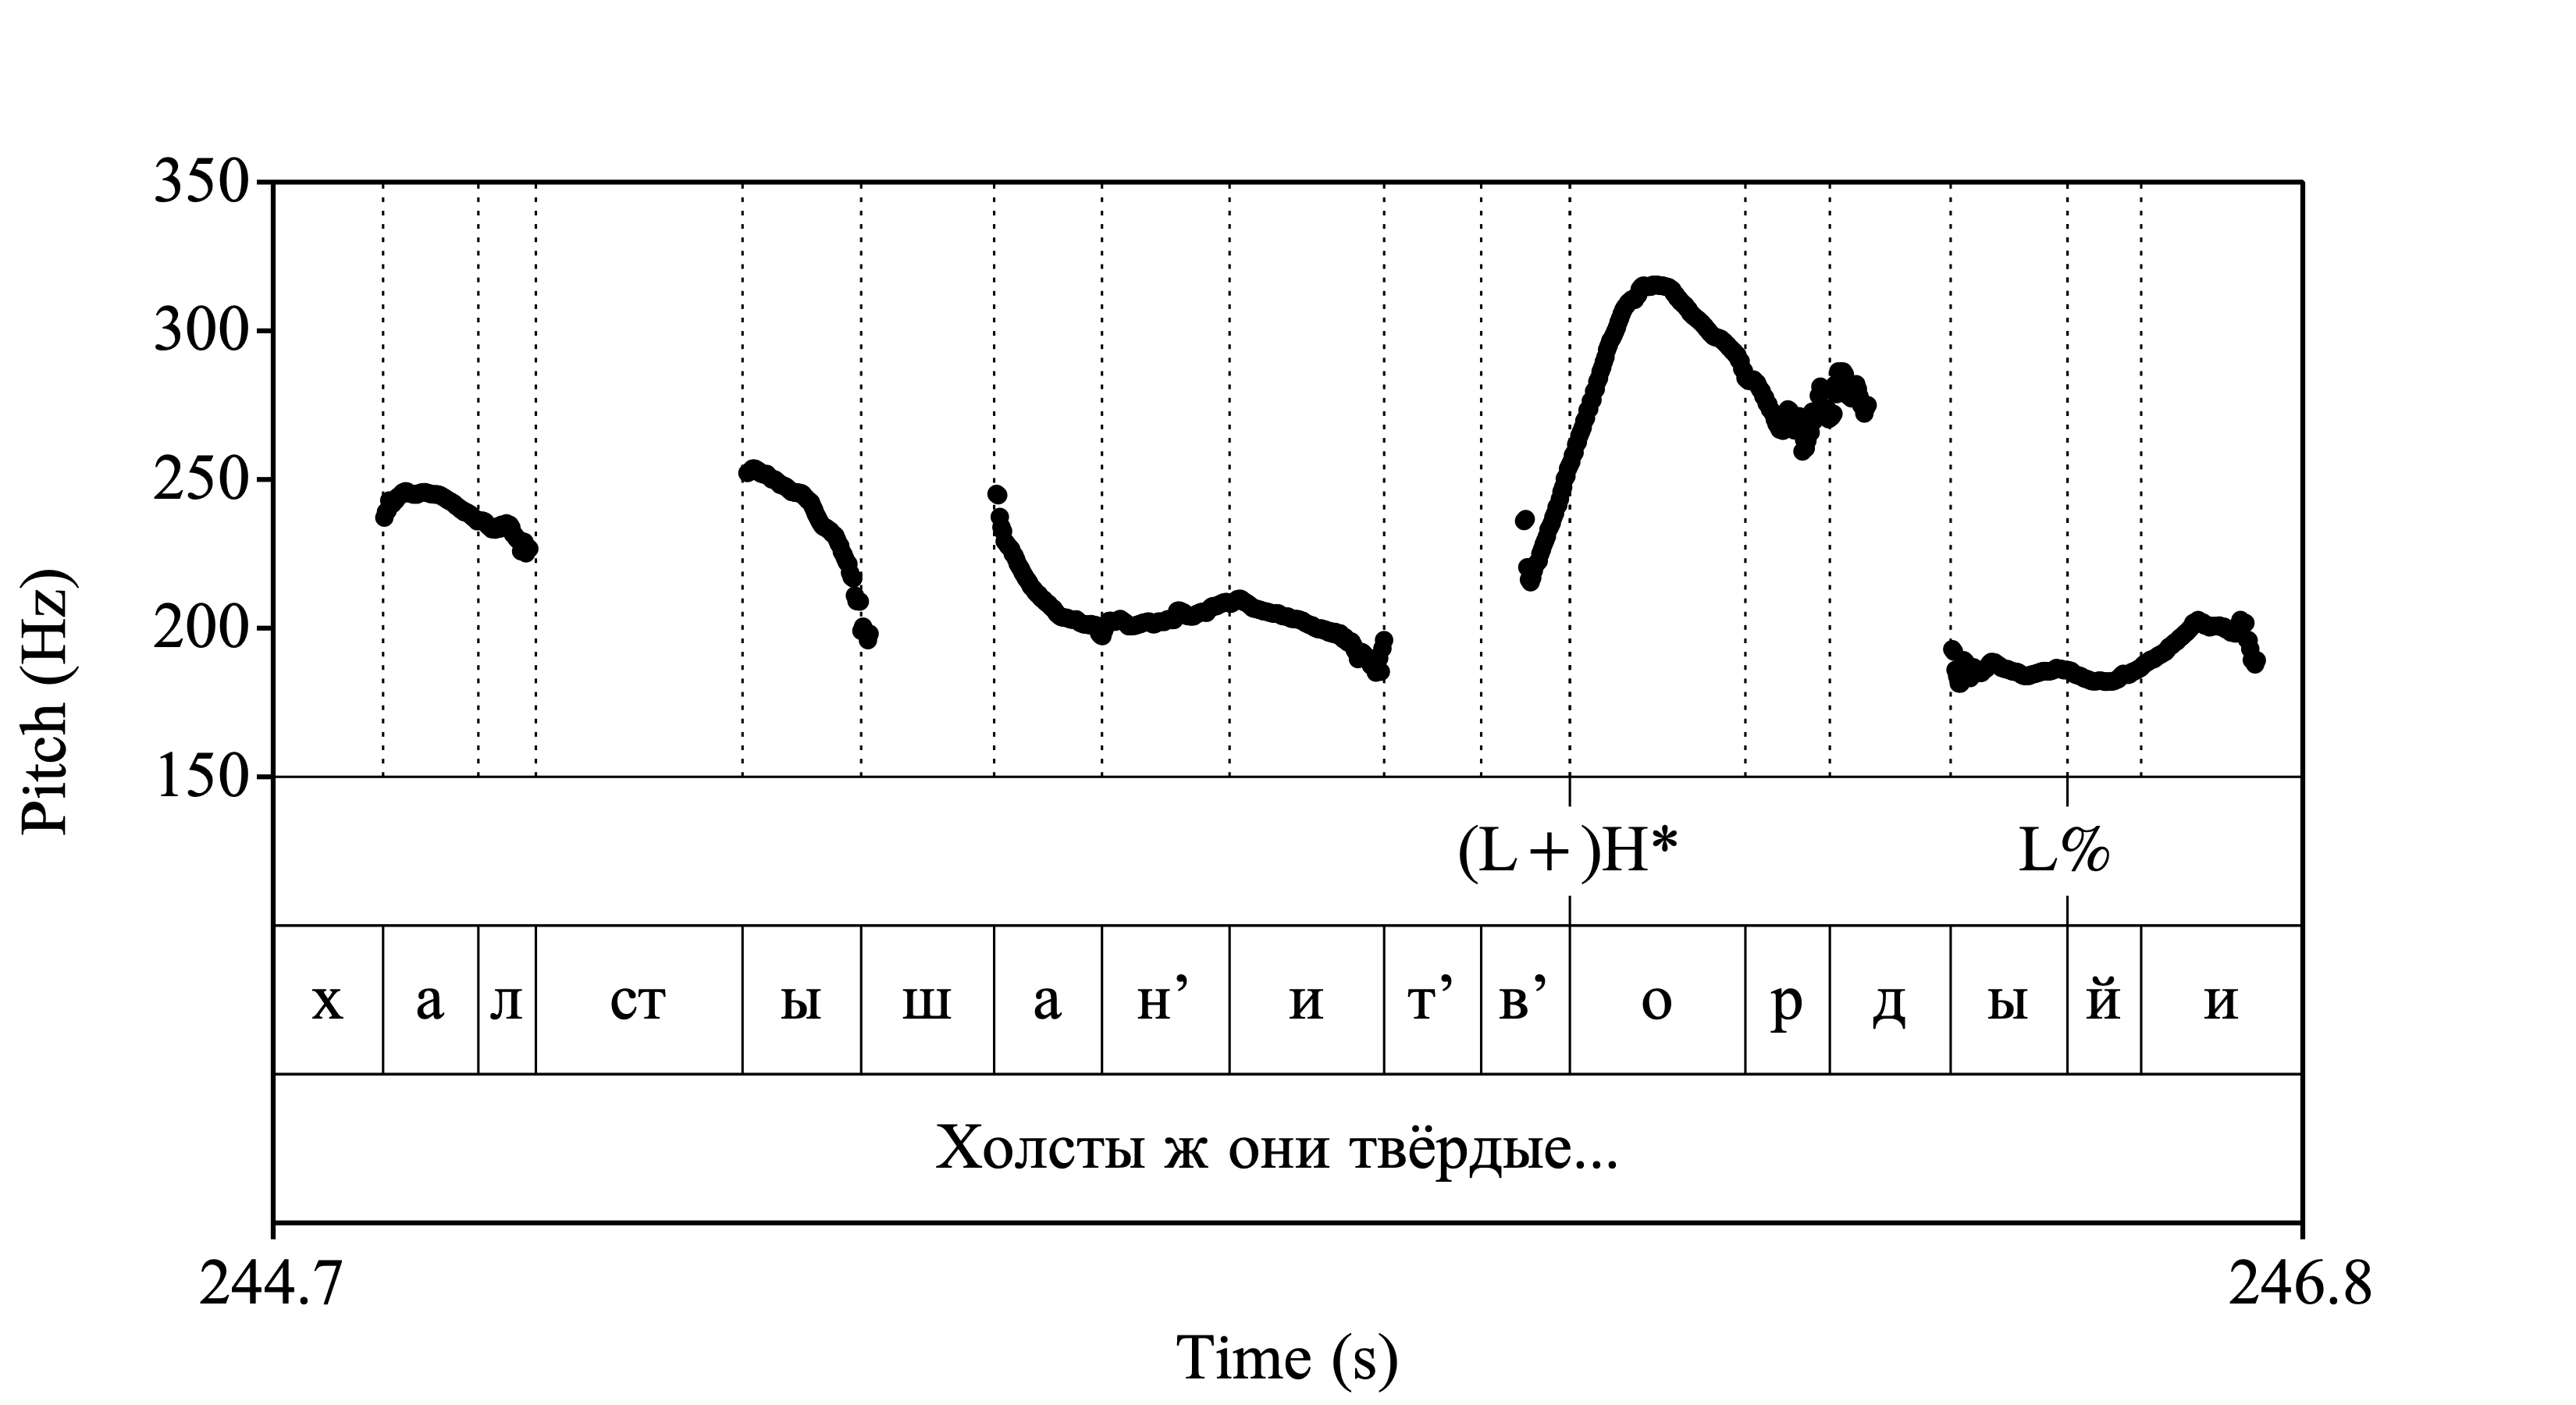 350
300
250
200
150
Pitch (Hz)
(L+)H* L%
х а л ст ы ш а н’ и т’ в’ о р д ы й и
Холсты ж они твёрдые...
244.7 246.8
Time (s)